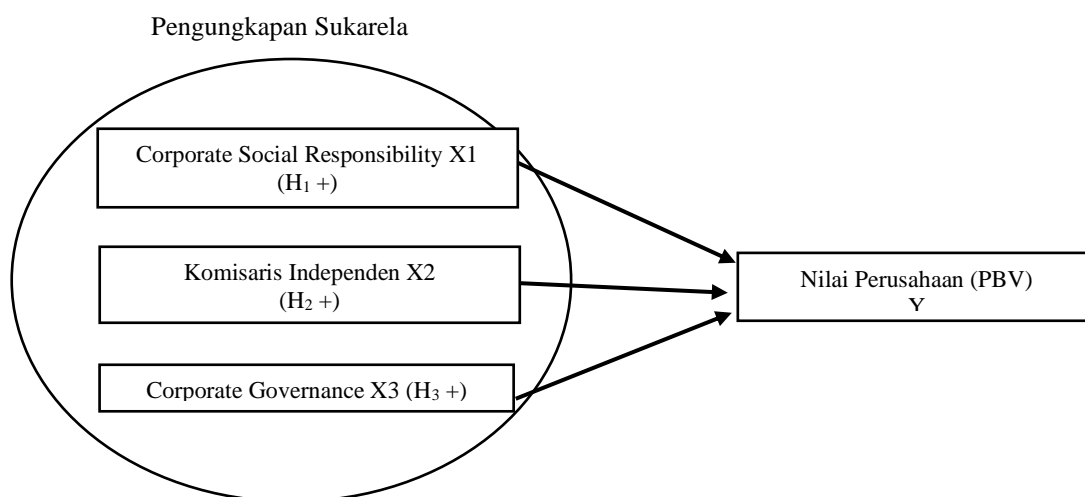 Pengungkapan Sukarela
Corporate Social Responsibility X1
(H₁ +)
Komisaris Independen X2
(H₂ +)
Corporate Governance X3 (H₃ +)
Nilai Perusahaan (PBV)
Y